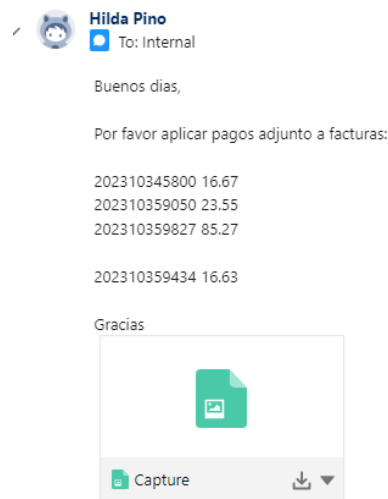 Hilda Pino
To: Internal
Buenos dias,
Por favor aplicar pagos adjunto a facturas:
202310345800 16.67
202310359050 23.55
202310359827 85.27
202310359434 16.63
Gracias
Capture